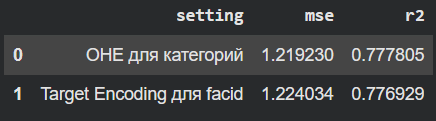 setting mse r2
0 OHE для категорий 1.219230 0.777805
1 Target Encoding для facid 1.224034 0.776929